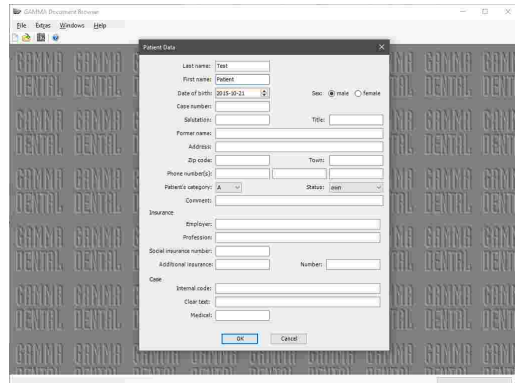 GAMMA Document Browser
File Extras Windows Help
Patient Data
Last name: Test
First name: Patient
Date of birth: 2015-10-21 Sex: male female
Case number:
Salutation: Title:
Former name:
Address:
Zip code: Town:
Phone number(s):
Patient's category: A Status: own
Comment:
Insurance
Employer:
Profession:
Social insurance number:
Additional insurance: Number:
Case
Internal code:
Clear text:
Medical:
OK Cancel
GAMMA
DENTAL